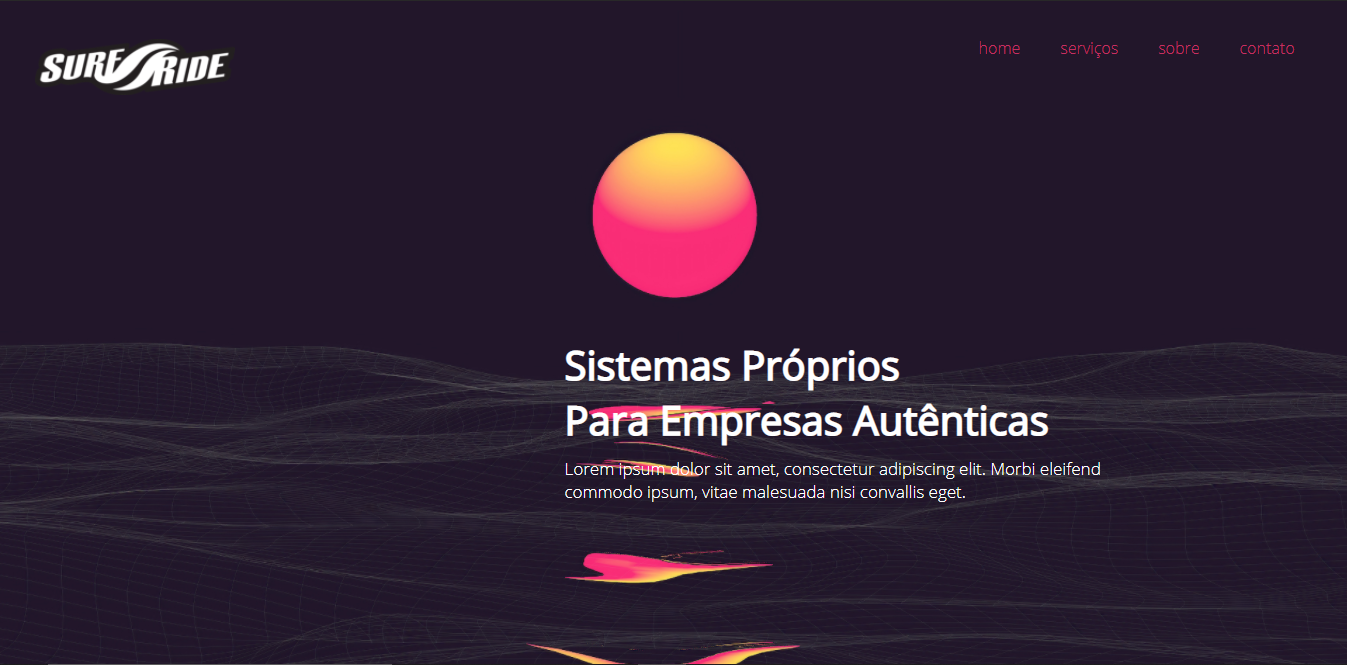 SURF RIDE
home serviços sobre contato
Sistemas Próprios
Para Empresas Autênticas
Lorem ipsum dolor sit amet, consectetur adipiscing elit. Morbi eleifend
commodo ipsum, vitae malesuada nisi convallis eget.